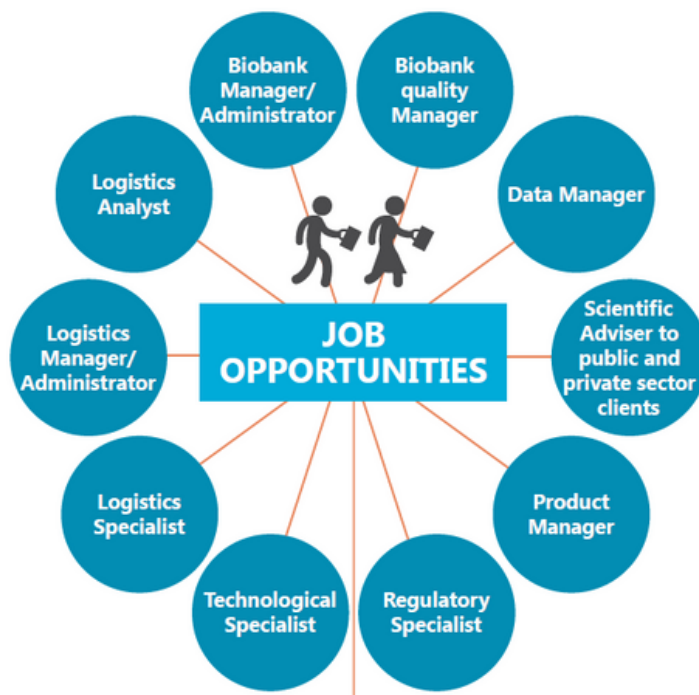 Biobank
Manager/
Administrator
Biobank
quality
Manager
Logistics
Analyst
Data Manager
JOB
OPPORTUNITIES
Logistics
Manager/
Administrator
Scientific
Adviser to
public and
private sector
clients
Logistics
Specialist
Product
Manager
Technological
Specialist
Regulatory
Specialist